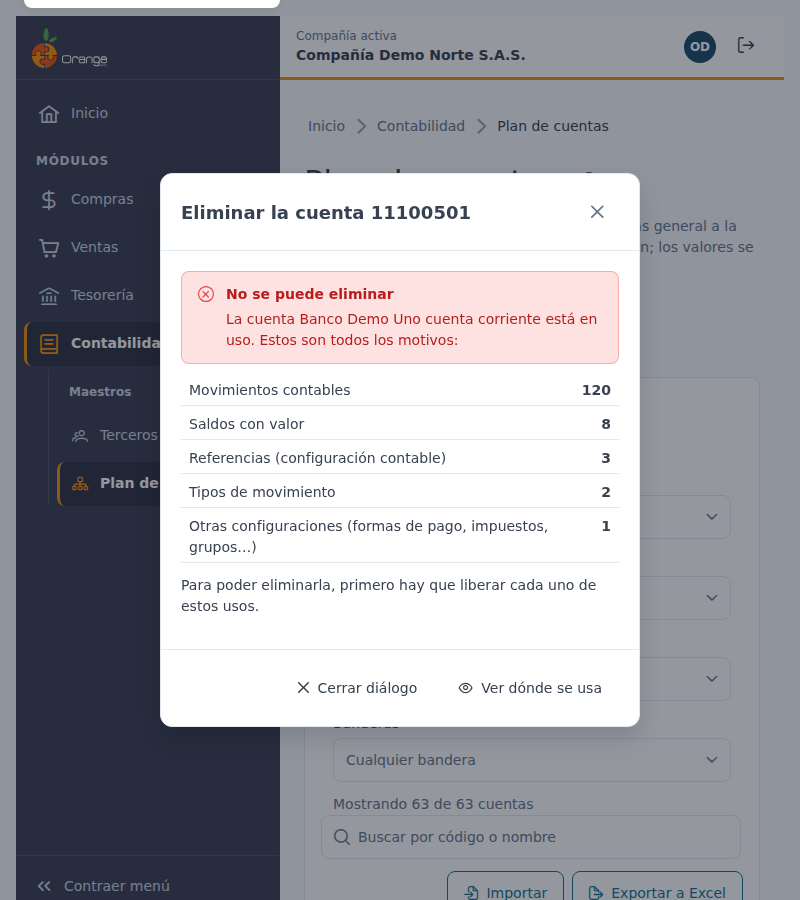 Orange
Compañía activa
Compañía Demo Norte S.A.S.
OD
Inicio
MÓDULOS
Compras
Ventas
Tesorería
Contabilida
Maestros
Terceros
Plan de
Contraer menú
Inicio
Contabilidad
Plan de cuentas
as general a la
n; los valores se
Eliminar la cuenta 11100501
No se puede eliminar
La cuenta Banco Demo Uno cuenta corriente está en
uso. Estos son todos los motivos:
Movimientos contables 120
Saldos con valor 8
Referencias (configuración contable) 3
Tipos de movimiento 2
Otras configuraciones (formas de pago, impuestos, 1
grupos...)
Para poder eliminarla, primero hay que liberar cada uno de
estos usos.
Cerrar diálogo
Ver dónde se usa
Cualquier bandera
Mostrando 63 de 63 cuentas
Buscar por código o nombre
Importar
Exportar a Excel